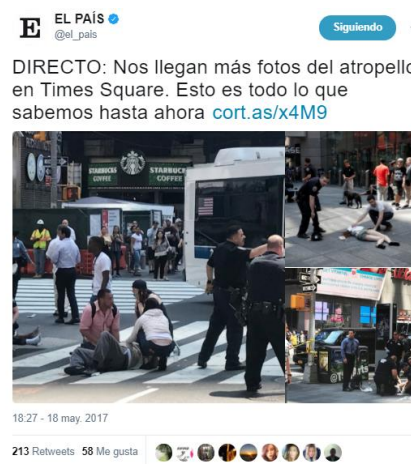 EL PAÍS
@el_pais
Siguiendo
DIRECTO: Nos llegan más fotos del atropello
en Times Square. Esto es todo lo que
sabemos hasta ahora cort.as/x4M9
STARBUCKS COFFEE
STARBUCKS COFFEE
18:27 - 18 may. 2017
213 Retweets 58 Me gusta